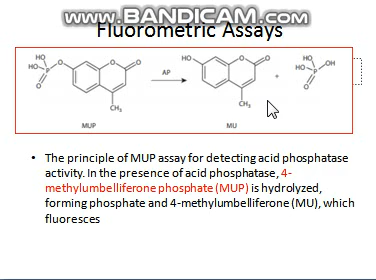 www.BANDICAM.com
Fluorometric Assays
HO
HO
P
O
O
O
O
CH₃
MUP
AP
HO
O
O
CH₃
MU
+
HO
HO
P
OH
O
• The principle of MUP assay for detecting acid phosphatase
activity. In the presence of acid phosphatase, 4-
methylumbelliferone phosphate (MUP) is hydrolyzed,
forming phosphate and 4-methylumbelliferone (MU), which
fluoresces